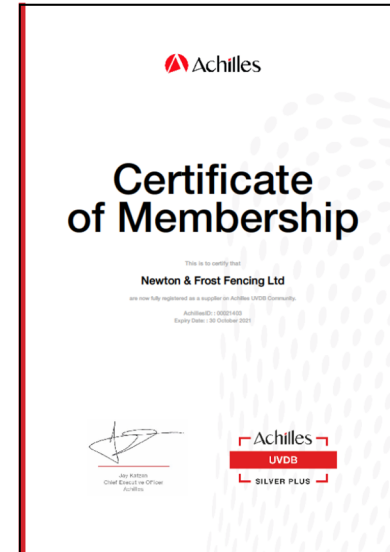 Achilles
Certificate
of Membership
This is to certify that
Newton & Frost Fencing Ltd
are now fully registered as a supplier on Achilles UVDB Community.
AchillesID : 00021403
Expiry Date : 30 October 2021
Jay Katzen
Chief Executive Officer
Achilles
Achilles
UVDB
SILVER PLUS